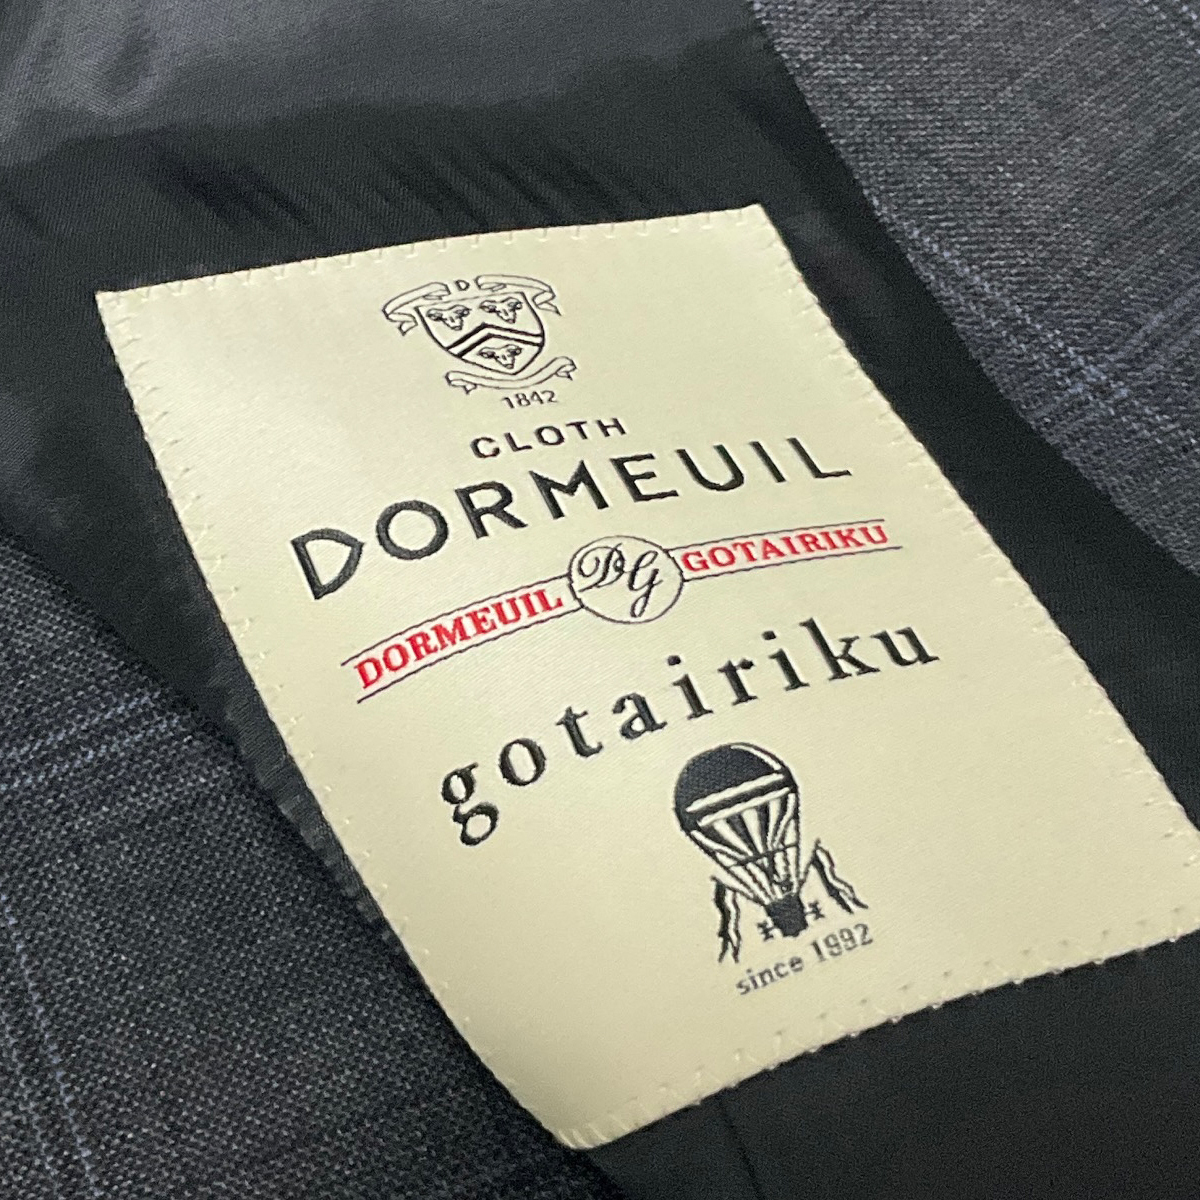 D
1842
CLOTH
DORMEUIL
DORMEUIL DG GOTAIRIKU
gotairiku
since 1992